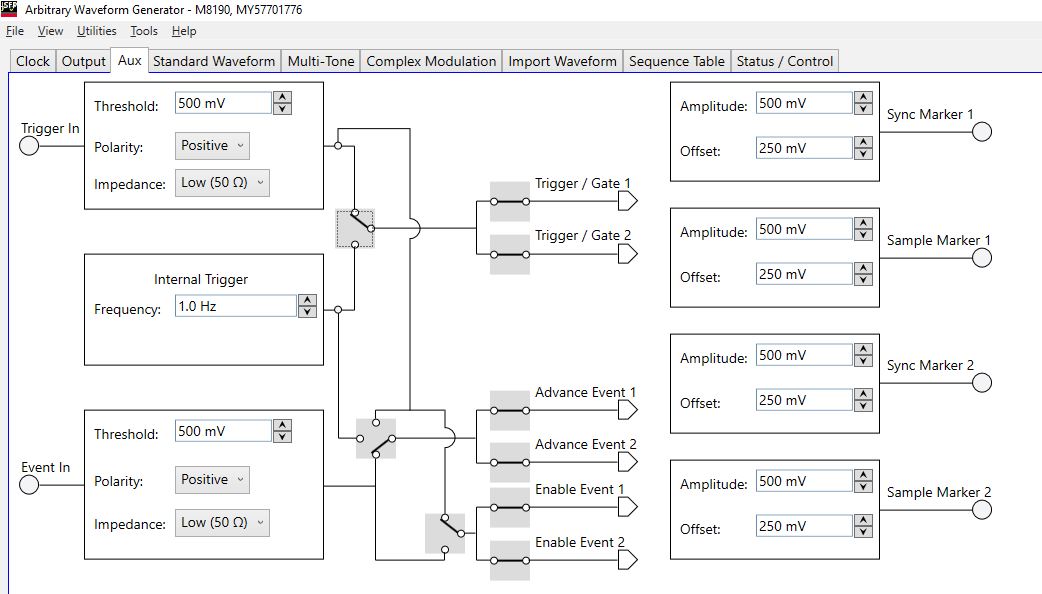 Arbitrary Waveform Generator - M8190, MY57701776
File View Utilities Tools Help
Clock Output Aux Standard Waveform Multi-Tone Complex Modulation Import Waveform Sequence Table Status / Control
Trigger In
Threshold: 500 mV
Polarity: Positive
Impedance: Low (50 Ω)
Internal Trigger
Frequency: 1.0 Hz
Event In
Threshold: 500 mV
Polarity: Positive
Impedance: Low (50 Ω)
Trigger / Gate 1
Trigger / Gate 2
Advance Event 1
Advance Event 2
Enable Event 1
Enable Event 2
Amplitude: 500 mV
Offset: 250 mV
Sync Marker 1
Amplitude: 500 mV
Offset: 250 mV
Sample Marker 1
Amplitude: 500 mV
Offset: 250 mV
Sync Marker 2
Amplitude: 500 mV
Offset: 250 mV
Sample Marker 2